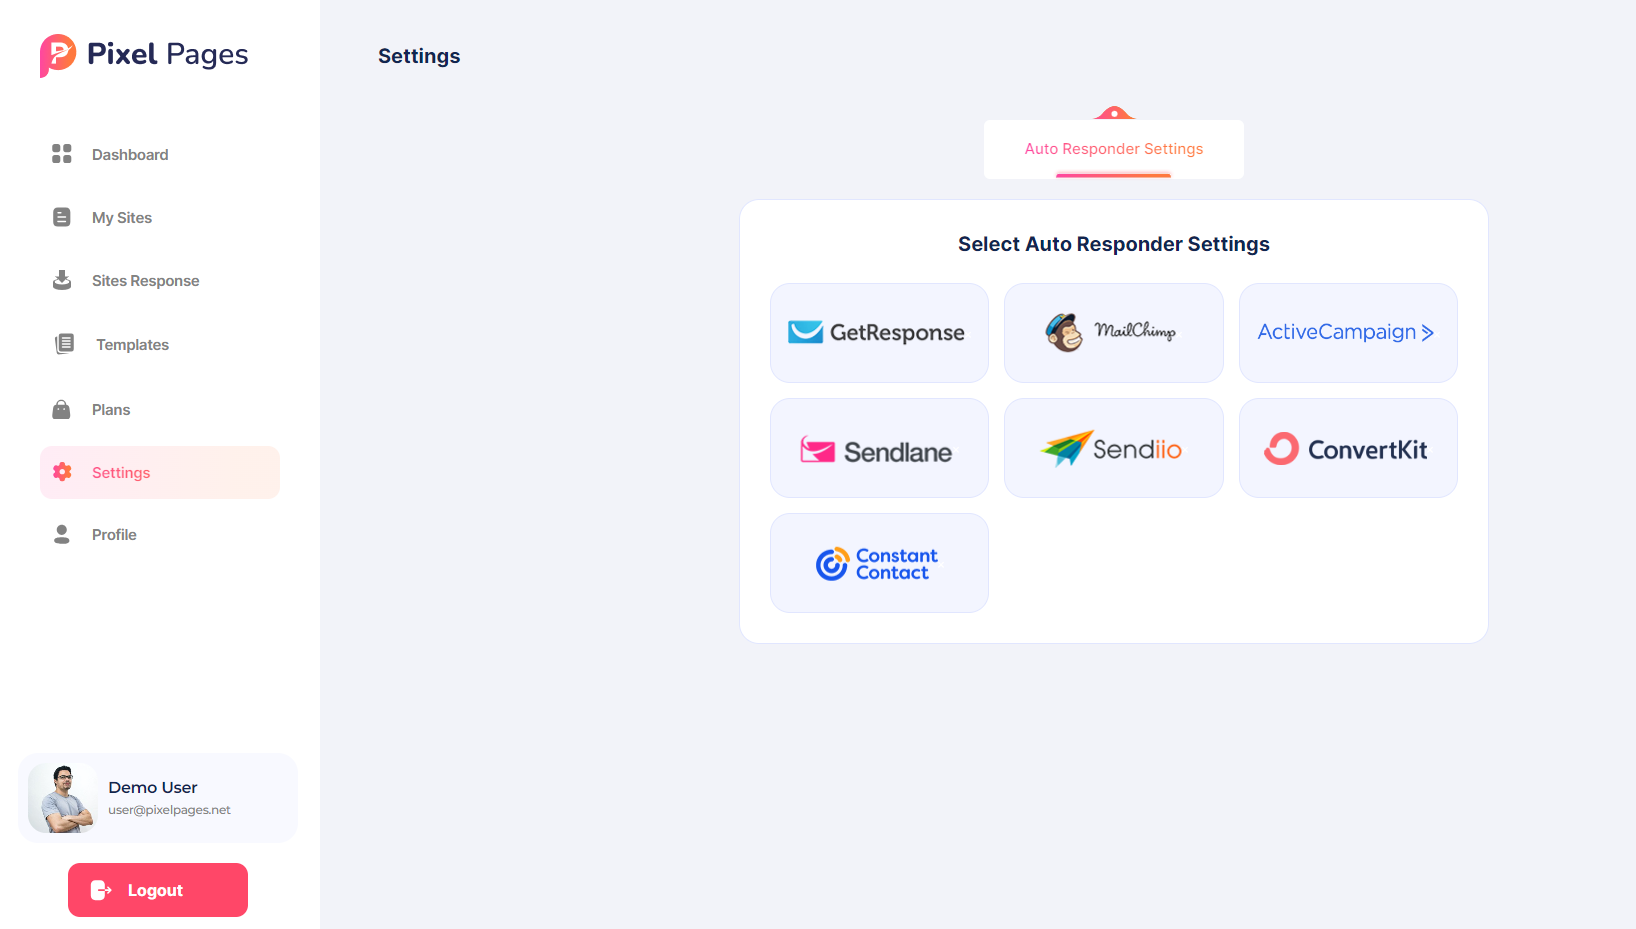 Pixel Pages
Dashboard
My Sites
Sites Response
Templates
Plans
Settings
Profile
Demo User
user@pixelpages.net
Logout
Settings
Auto Responder Settings
Select Auto Responder Settings
GetResponse
MailChimp
ActiveCampaign
Sendlane
Sendiio
ConvertKit
Constant
Contact